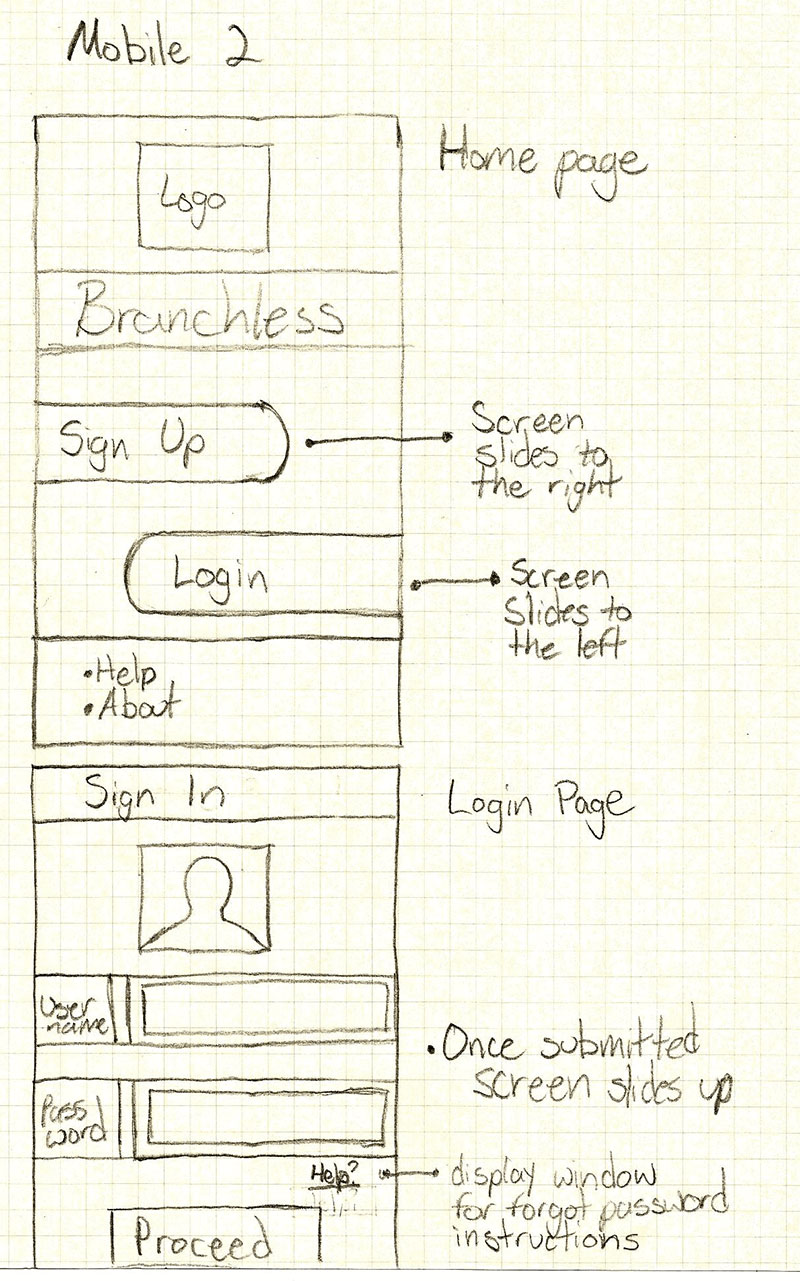 Mobile 2
Home page
Logo
Branchless
Sign Up
Screen
slides to
the right
Login
Screen
Slides to
the left
•Help
•About
Sign In
Login Page
User
name
•Once submitted
screen slides up
Pass
word
Help?
display window
for forgot password
instructions
Proceed